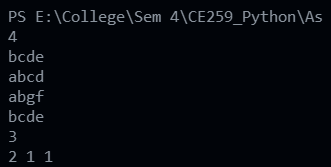 PS E:\College\Sem 4\CE259_Python\As
4
bcde
abcd
abgf
bcde
3
2 1 1